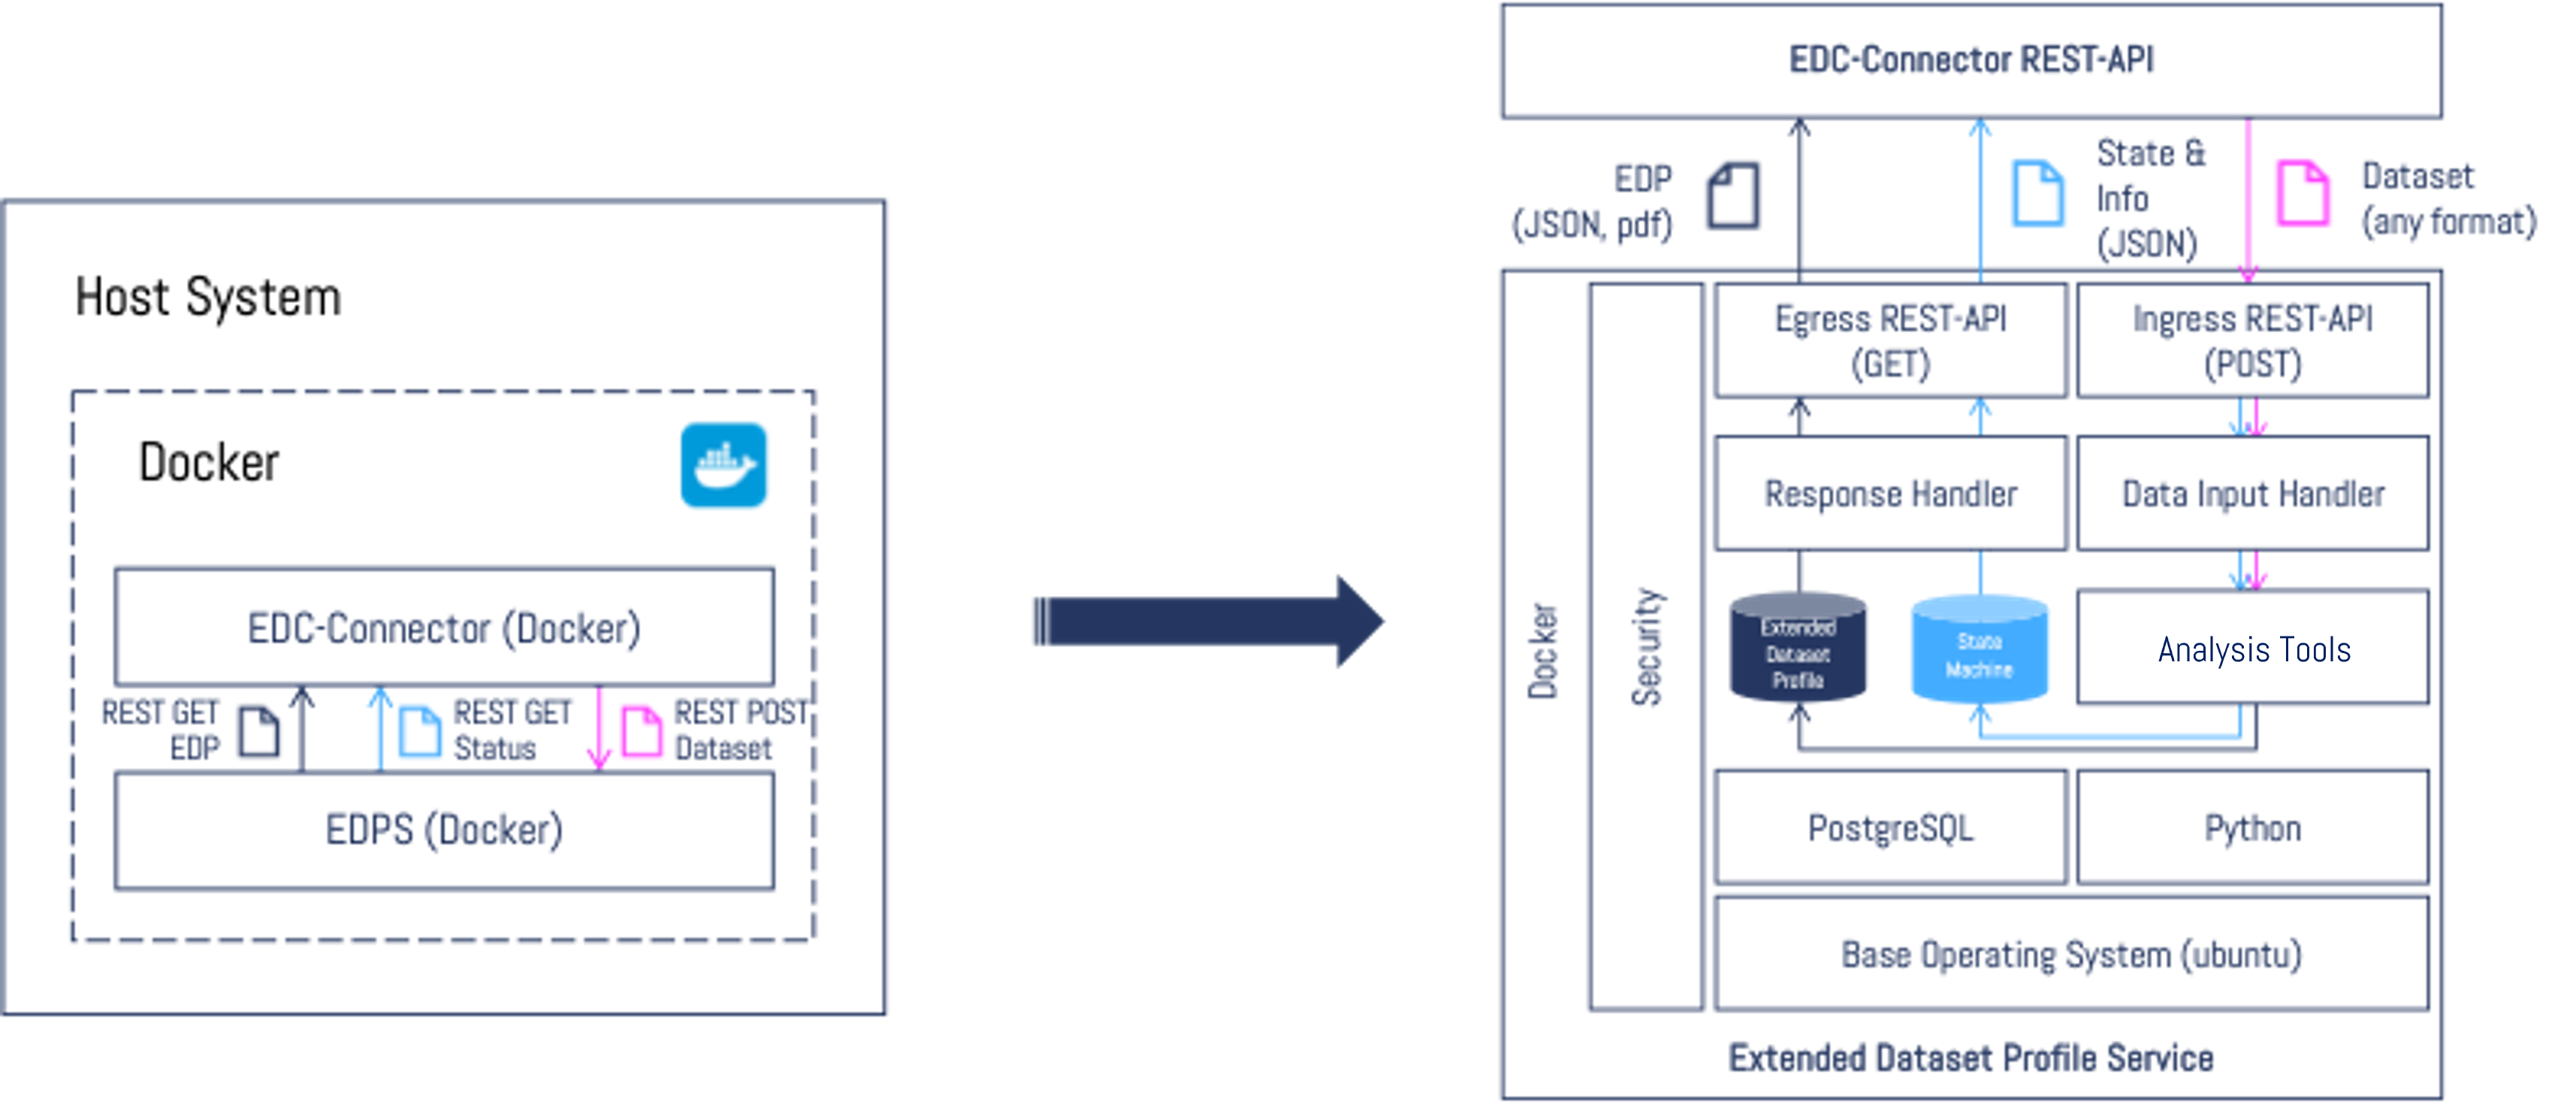 Host System
Docker
EDC-Connector (Docker)
REST GET
EDP
REST GET
Status
REST POST
Dataset
EDPS (Docker)
EDC-Connector REST-API
EDP
(JSON, pdf)
State &
Info
(JSON)
Dataset
(any format)
Docker
Security
Egress REST-API
(GET)
Ingress REST-API
(POST)
Response Handler
Data Input Handler
Extended
Dataset
Profile
State
Machine
Analysis Tools
PostgreSQL
Python
Base Operating System (ubuntu)
Extended Dataset Profile Service